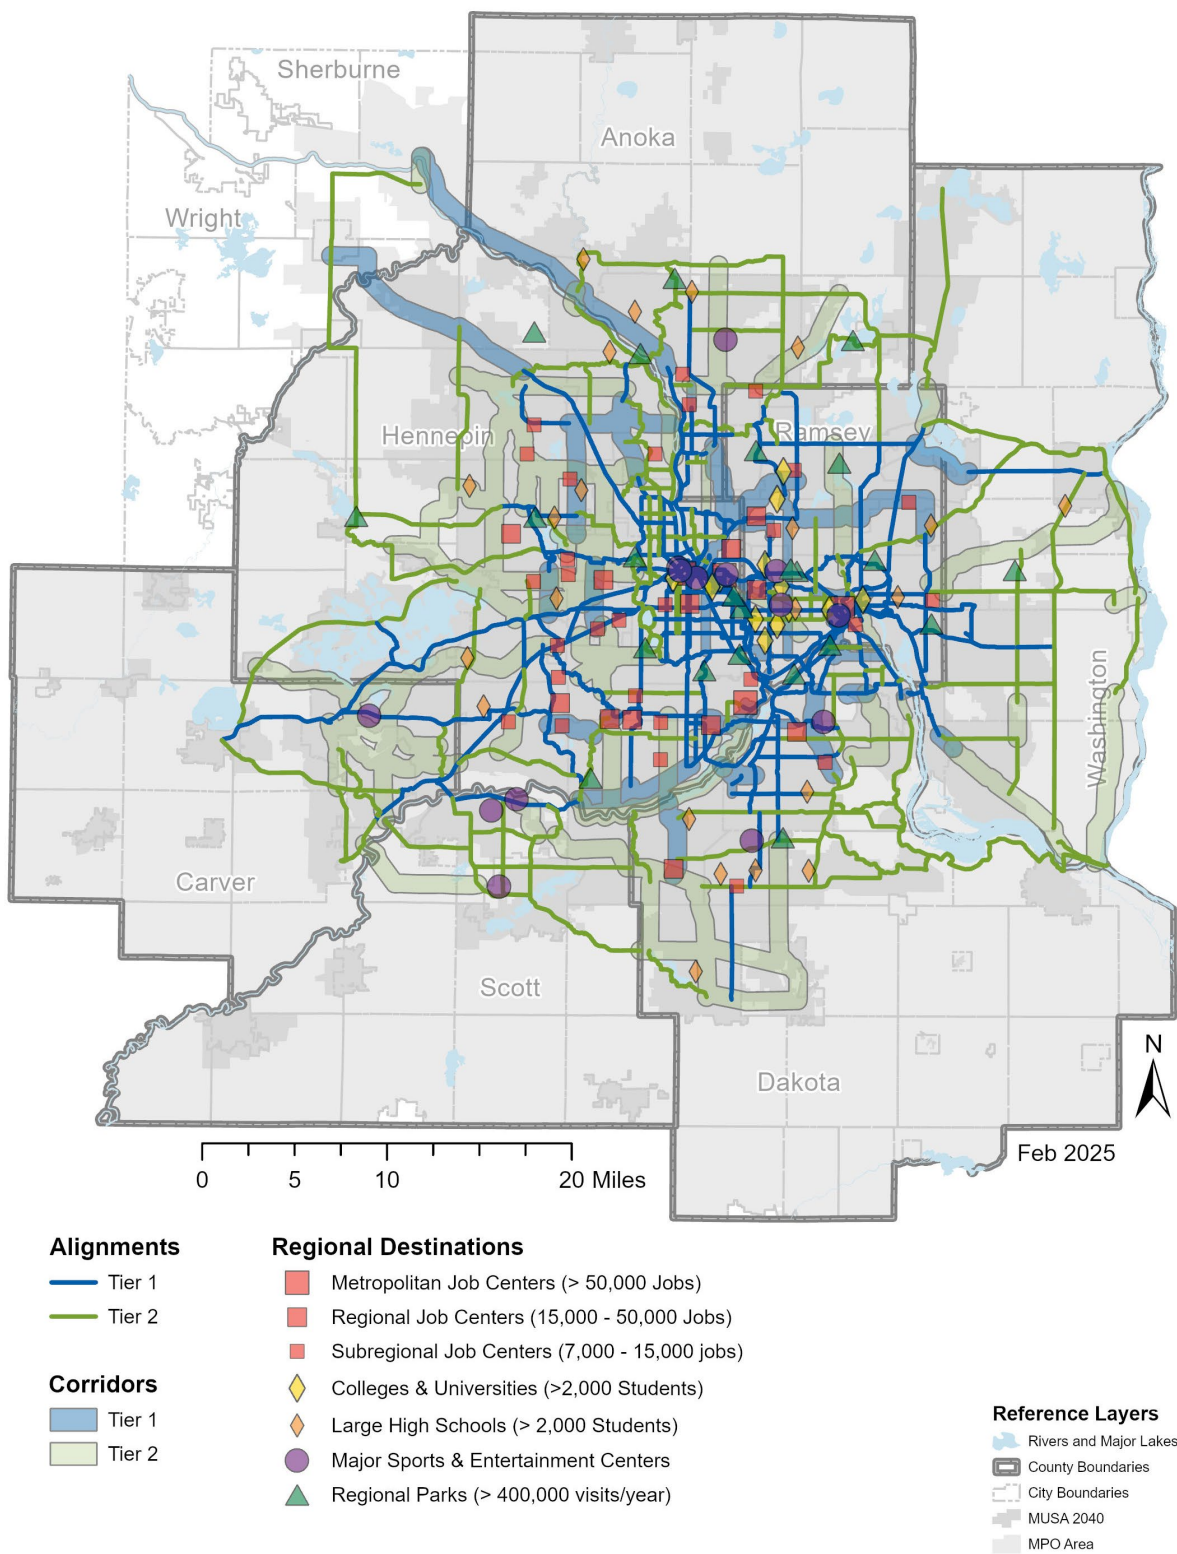 Sherburne
Anoka
Wright
Hennepin
Ramsey
Washington
Carver
Scott
Dakota
N
Feb 2025
0 5 10 20 Miles
Alignments
Tier 1
Tier 2
Corridors
Tier 1
Tier 2
Regional Destinations
Metropolitan Job Centers (> 50,000 Jobs)
Regional Job Centers (15,000 - 50,000 Jobs)
Subregional Job Centers (7,000 - 15,000 jobs)
Colleges & Universities (>2,000 Students)
Large High Schools (> 2,000 Students)
Major Sports & Entertainment Centers
Regional Parks (> 400,000 visits/year)
Reference Layers
Rivers and Major Lakes
County Boundaries
City Boundaries
MUSA 2040
MPO Area